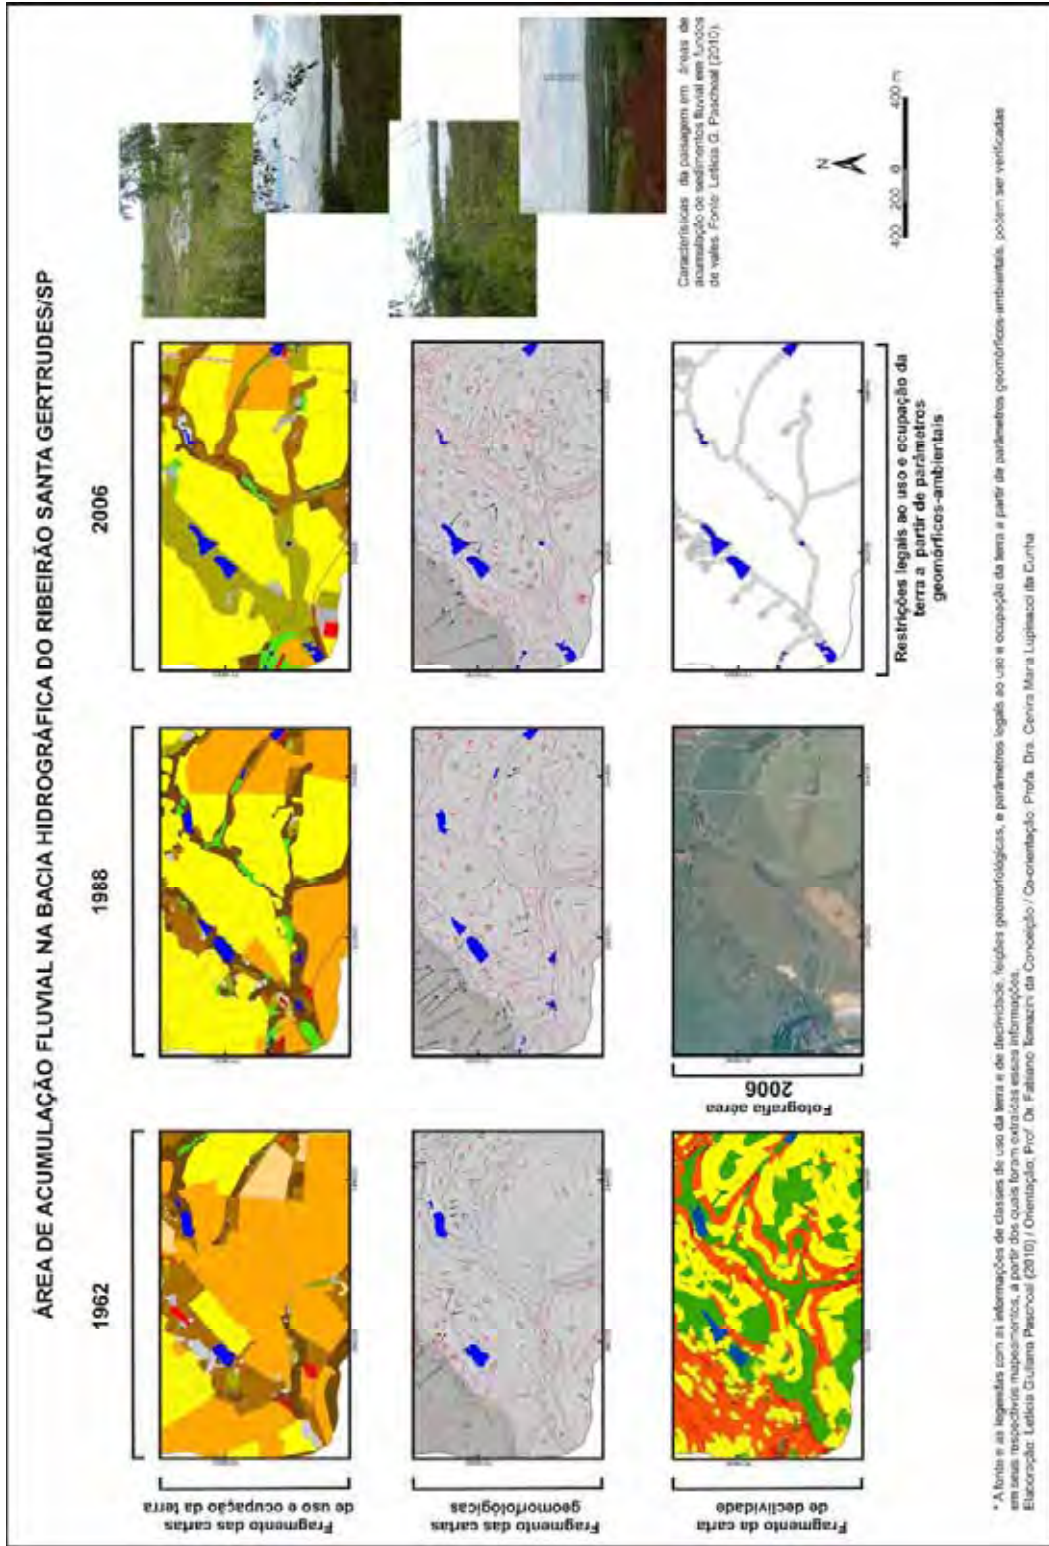 ÁREA DE ACUMULAÇÃO FLUVIAL NA BACIA HIDROGRÁFICA DO RIBEIRÃO SANTA GERTRUDES/SP
1962
1988
2006
Fragmento das cartas
de uso e ocupação da terra
Fragmento das cartas
geomorfológicas
Fragmento da carta
de declividade
Fotografia aérea
2006
Restrições legais ao uso e ocupação da
terra a partir de parâmetros
geomórficos-ambientais
Características da paisagem em áreas de
acumulação de sedimentos fluvial em fundos
de vales. Fonte: Letícia G. Paschoal (2010).
N
400 200 0 400 m
* A fonte e as legendas com as informações de classes de uso da terra e de declividade, feições geomorfológicas, e parâmetros legais ao uso e ocupação da terra a partir de parâmetros geomórficos-ambientais, podem ser verificadas
em seus respectivos mapeamentos, a partir dos quais foram extraídas essas informações.
Elaboração: Letícia Giuliana Paschoal (2010) / Orientação: Prof. Dr. Fabiano Tomazini da Conceição / Co-orientação: Profa. Dra. Cenira Maria Lupinacci da Cunha